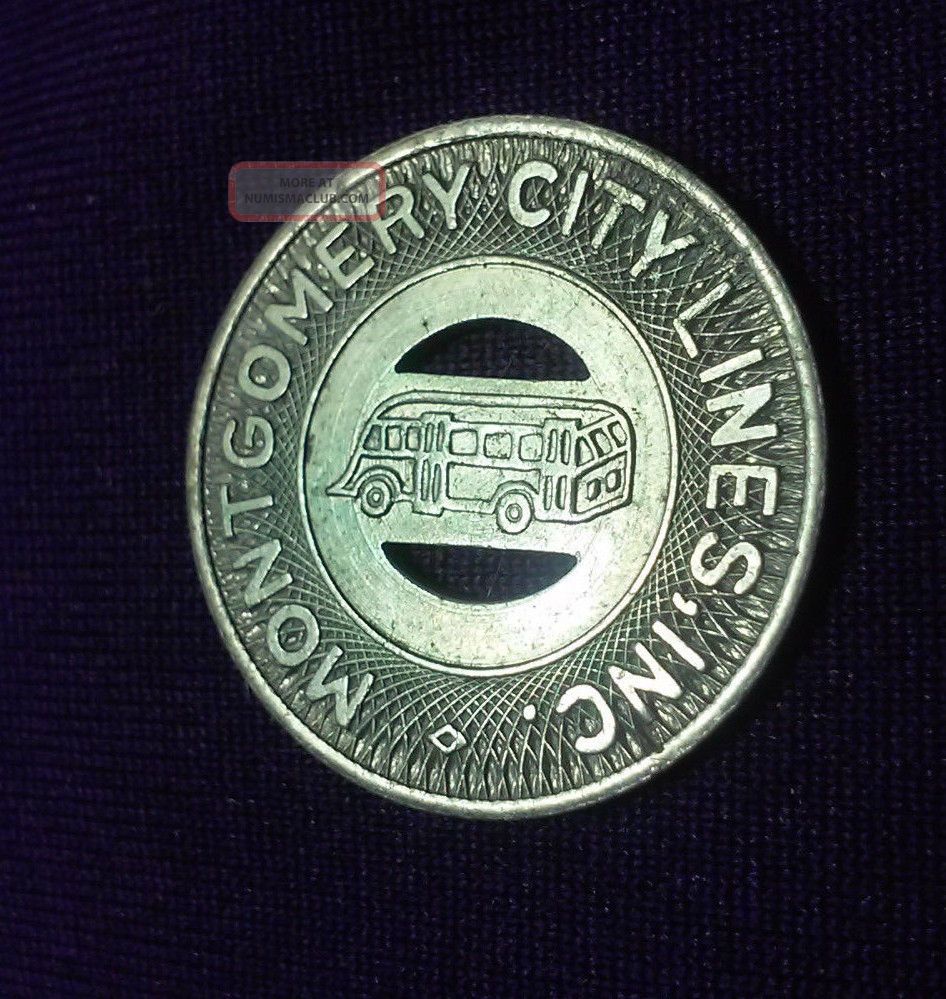 MORE AT
NUMISMACLUB.COM
MONTGOMERY CITY LINES, INC.